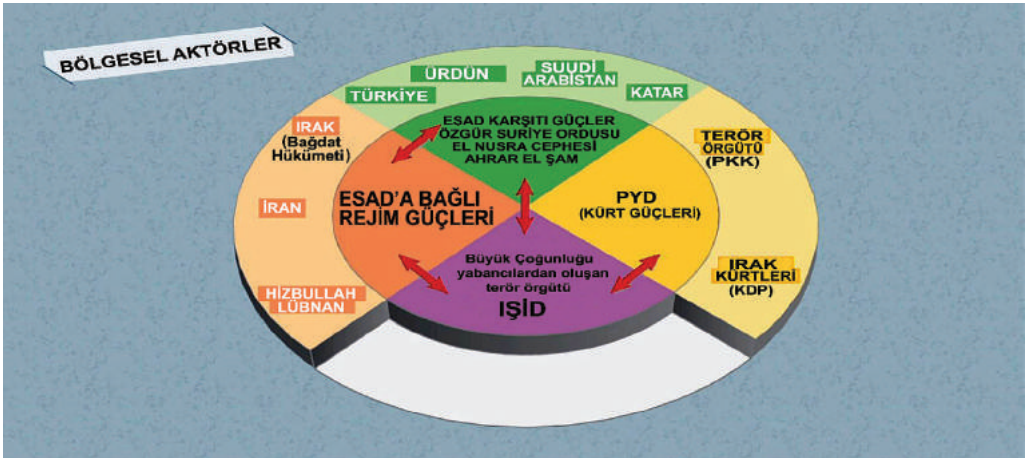 BÖLGESEL AKTÖRLER
TÜRKİYE
ÜRDÜN
SUUDİ
ARABİSTAN
KATAR
ESAD KARŞITI GÜÇLER
ÖZGÜR SURİYE ORDUSU
EL NUSRA CEPHESİ
AHRAR EL ŞAM
IRAK
(Bağdat
Hükümeti)
İRAN
HİZBULLAH
LÜBNAN
ESAD'A BAĞLI
REJİM GÜÇLERİ
PYD
(KÜRT GÜÇLERİ)
TERÖR
ÖRGÜTÜ
(PKK)
IRAK
KÜRTLERİ
(KDP)
Büyük Çoğunluğu
yabancılardan oluşan
terör örgütü
IŞİD